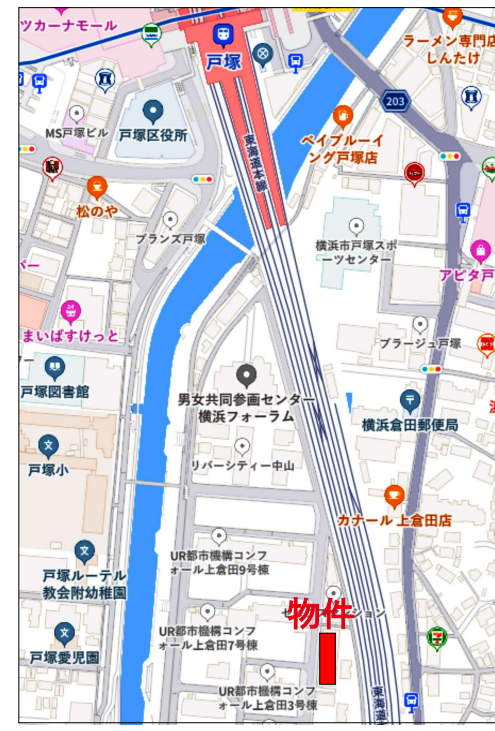 ツカーナモール
戸塚
ラーメン専門店
しんたけ
203
MS戸塚ビル
戸塚区役所
ベイブルーイ
ング戸塚店
東海道本線
松のや
ブランズ戸塚
横浜市戸塚スポ
ーツセンター
アピタ戸
まいばすけっと
プラージュ戸塚
戸塚図書館
男女共同参画センター
横浜フォーラム
横浜倉田郵便局
戸塚小
リバーシティー中山
カナール 上倉田店
UR都市機構コンフ
ォール上倉田9号棟
戸塚ルーテル
教会附幼稚園
物件
UR都市機構コンフ
ォール上倉田7号棟
戸塚愛児園
UR都市機構コンフ
ォール上倉田3号棟
東海道